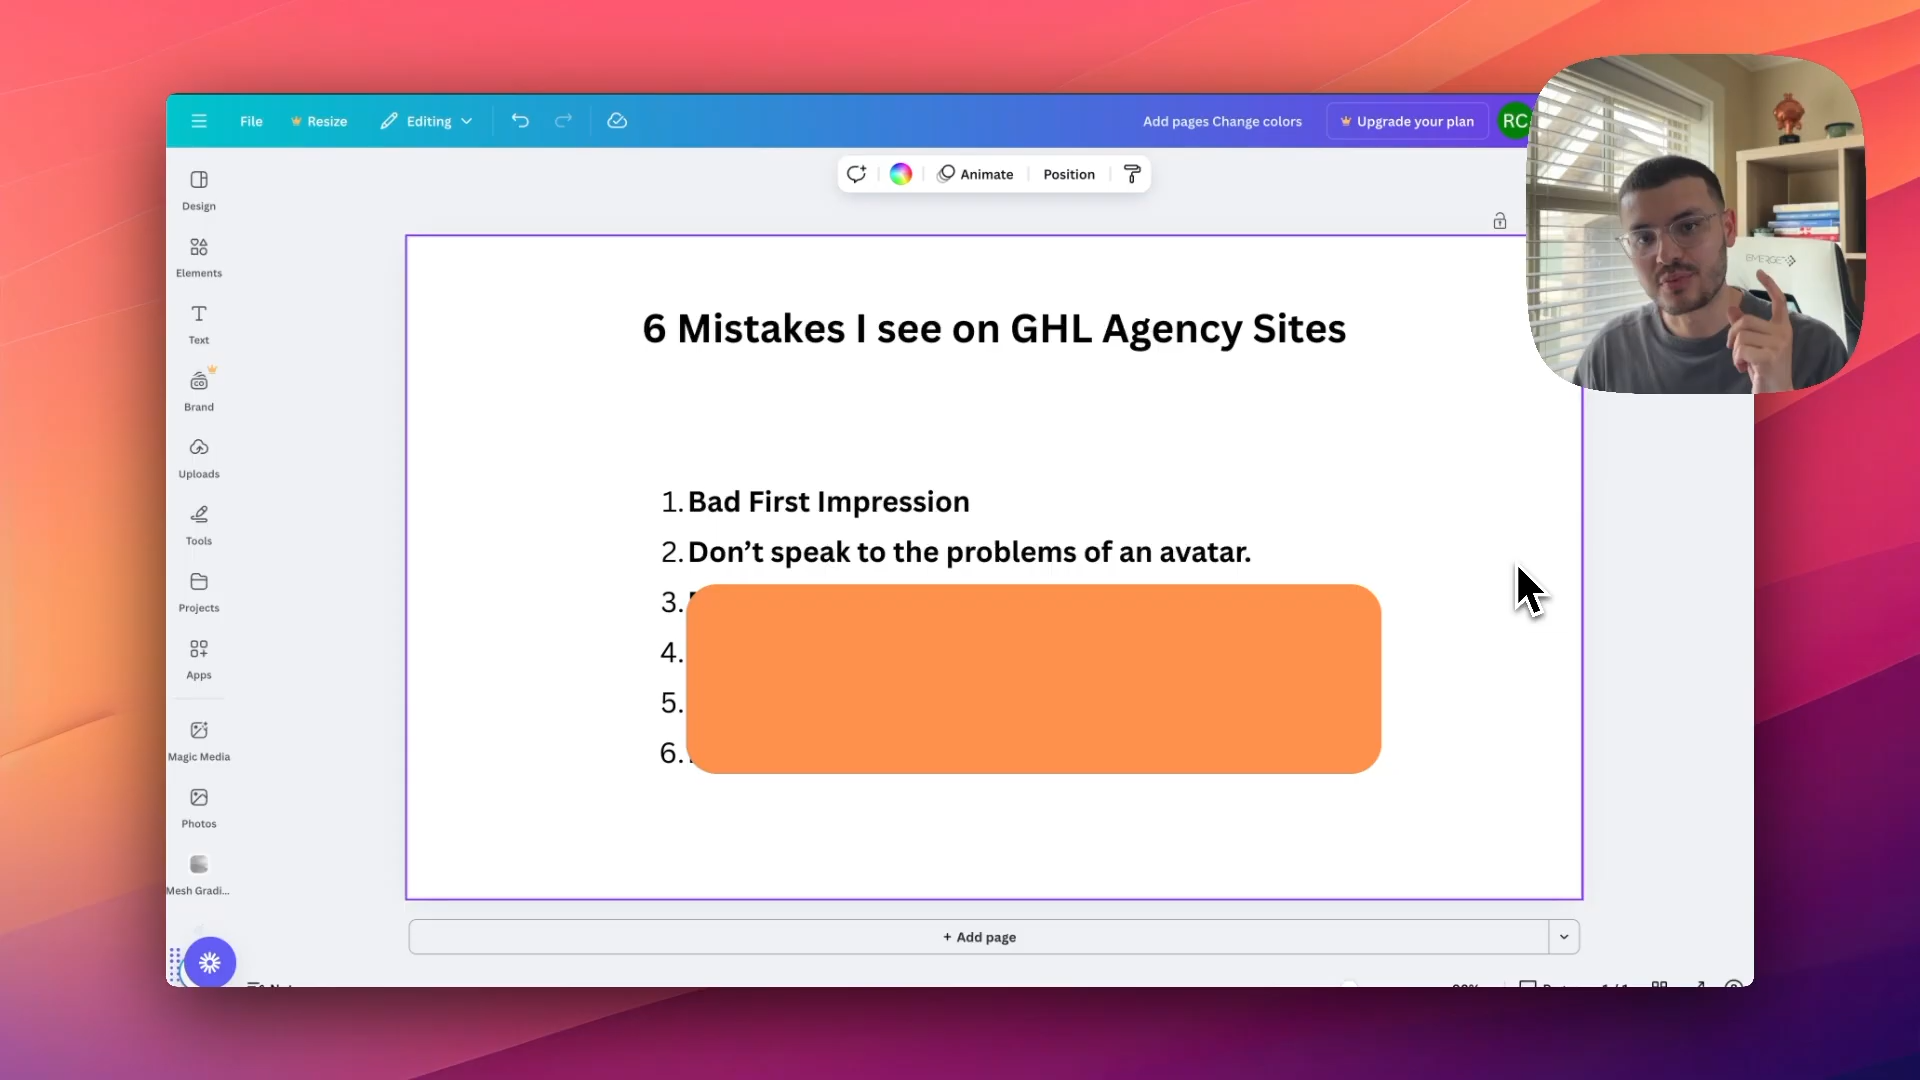 File
Resize
Editing
Add pages Change colors
Upgrade your plan
RC
Animate
Position
Design
Elements
Text
Brand
Uploads
Tools
Projects
Apps
Magic Media
Photos
Mesh Gradi...
6 Mistakes I see on GHL Agency Sites
1. Bad First Impression
2. Don’t speak to the problems of an avatar.
3.
4.
5.
6.
+ Add page
EMERGE